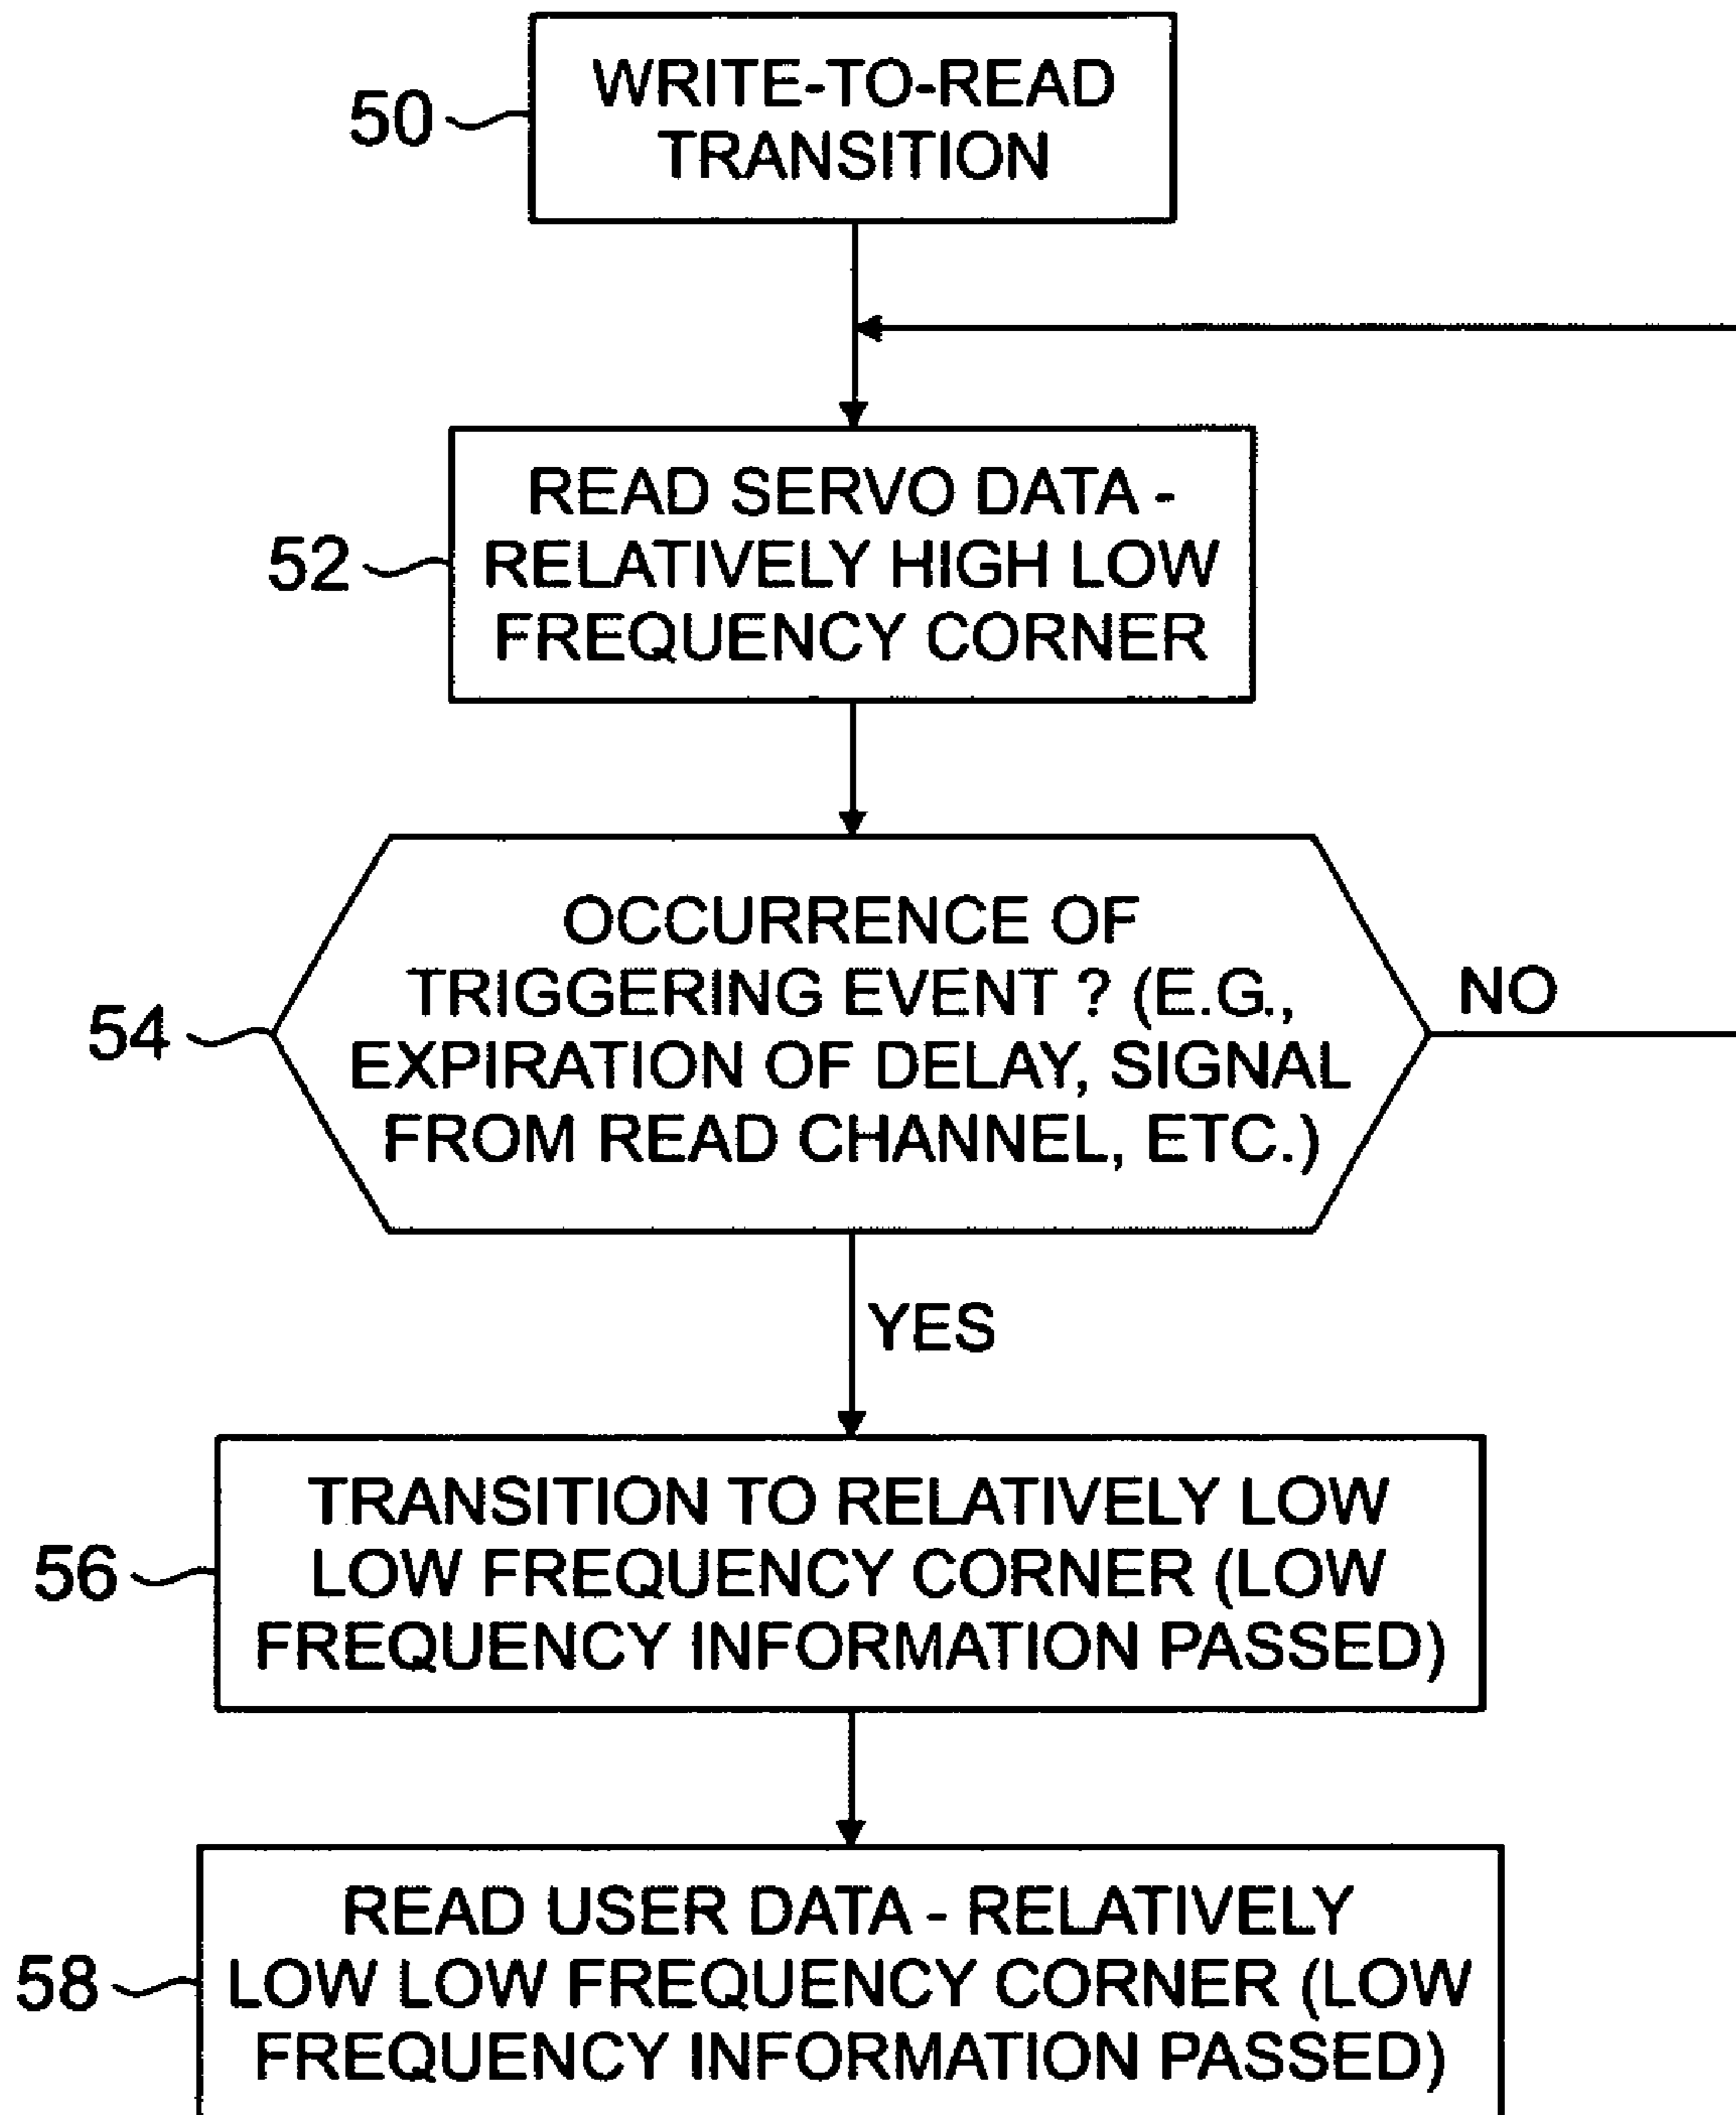 50
WRITE-TO-READ
TRANSITION
52
READ SERVO DATA -
RELATIVELY HIGH LOW
FREQUENCY CORNER
54
OCCURRENCE OF
TRIGGERING EVENT ? (E.G.,
EXPIRATION OF DELAY, SIGNAL
FROM READ CHANNEL, ETC.)
NO
YES
56
TRANSITION TO RELATIVELY LOW
LOW FREQUENCY CORNER (LOW
FREQUENCY INFORMATION PASSED)
58
READ USER DATA - RELATIVELY
LOW LOW FREQUENCY CORNER (LOW
FREQUENCY INFORMATION PASSED)